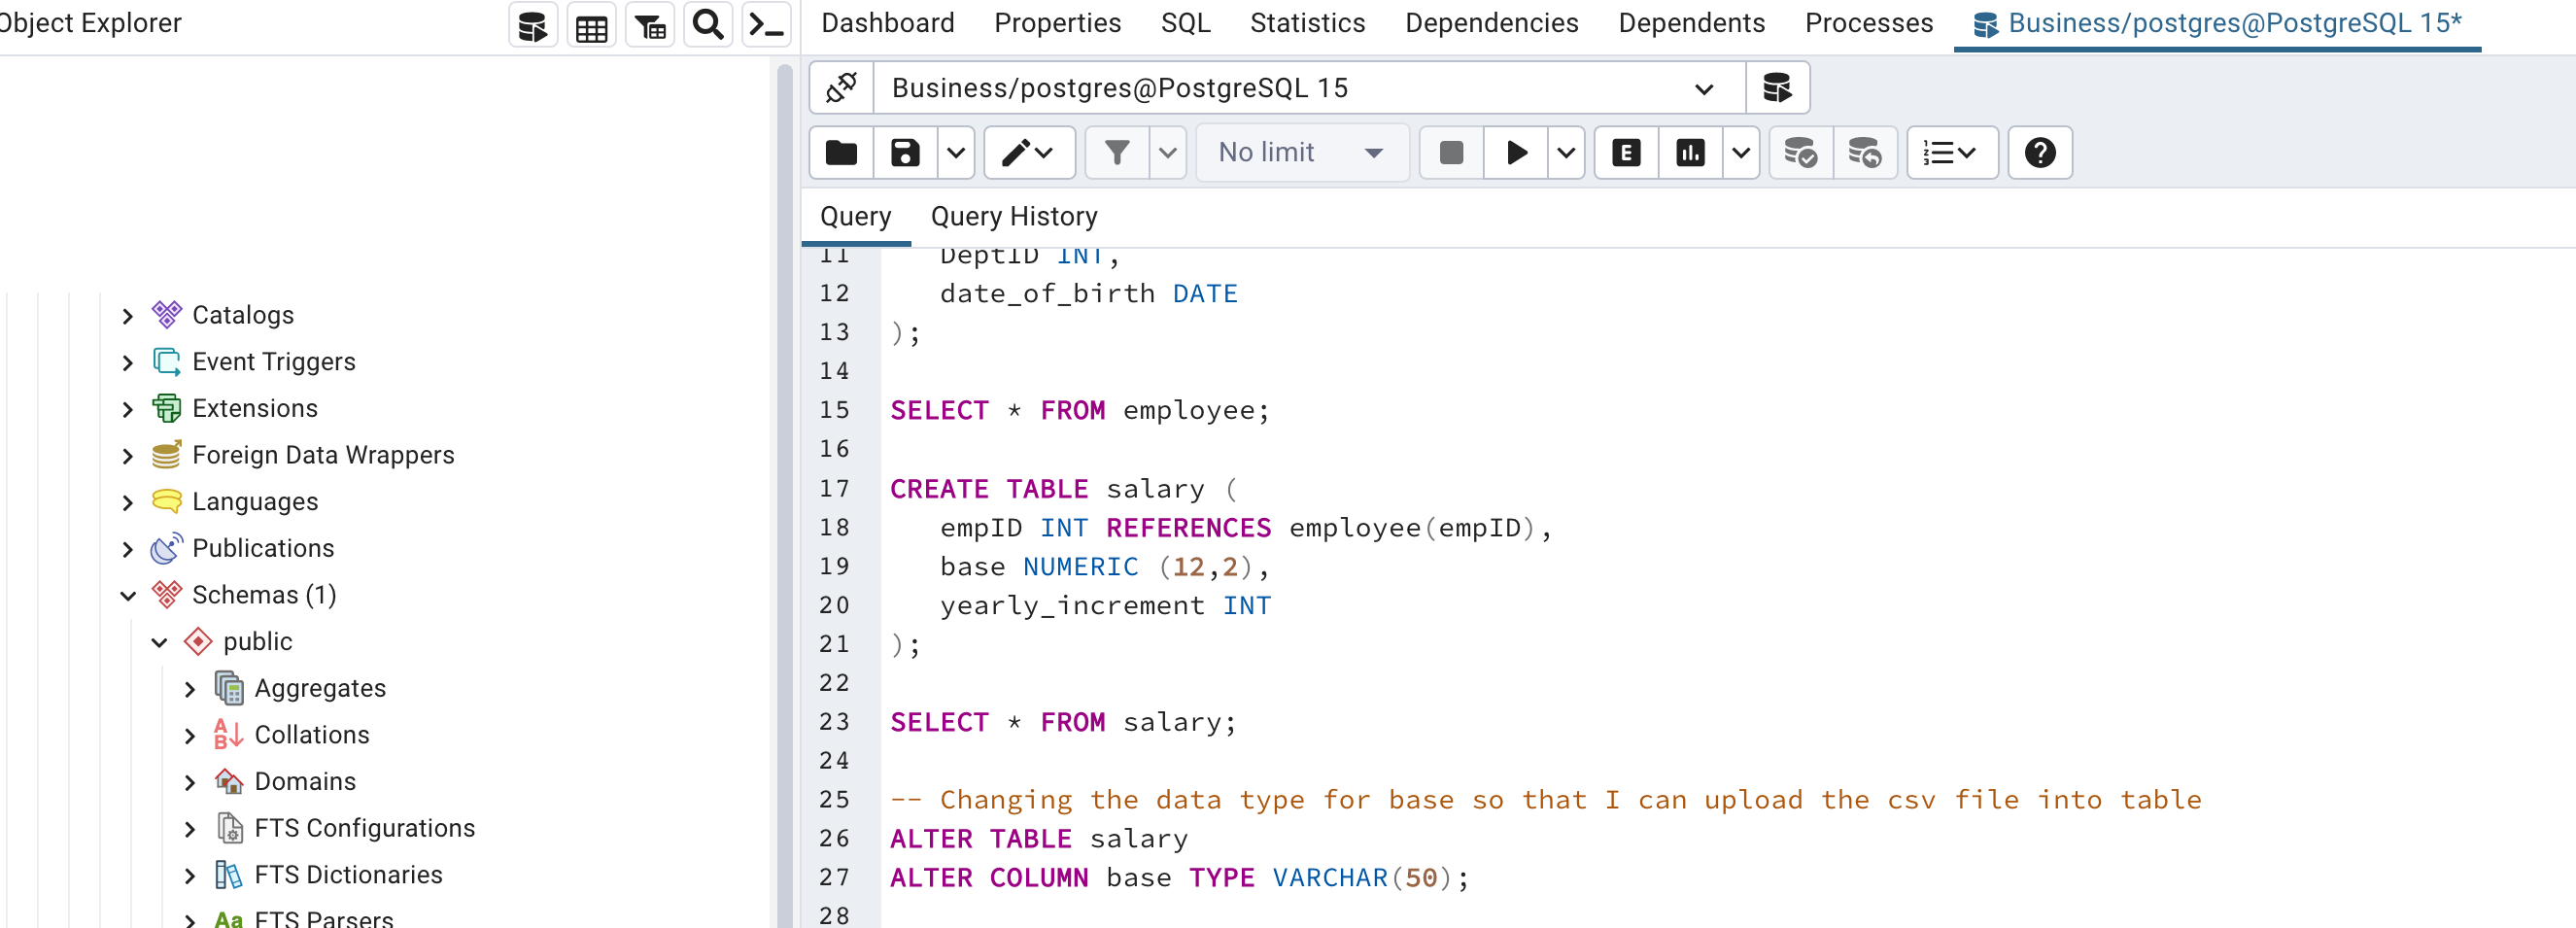 Object Explorer
Dashboard Properties SQL Statistics Dependencies Dependents Processes Business/postgres@PostgreSQL 15*
Business/postgres@PostgreSQL 15
No limit E
Query Query History
Catalogs
Event Triggers
Extensions
Foreign Data Wrappers
Languages
Publications
Schemas (1)
public
Aggregates
Collations
Domains
FTS Configurations
FTS Dictionaries
Aa FTS Parsers
11 DeptID INT,
12 date_of_birth DATE
13 );
14
15 SELECT * FROM employee;
16
17 CREATE TABLE salary (
18 empID INT REFERENCES employee(empID),
19 base NUMERIC (12,2),
20 yearly_increment INT
21 );
22
23 SELECT * FROM salary;
24
25 -- Changing the data type for base so that I can upload the csv file into table
26 ALTER TABLE salary
27 ALTER COLUMN base TYPE VARCHAR(50);
28